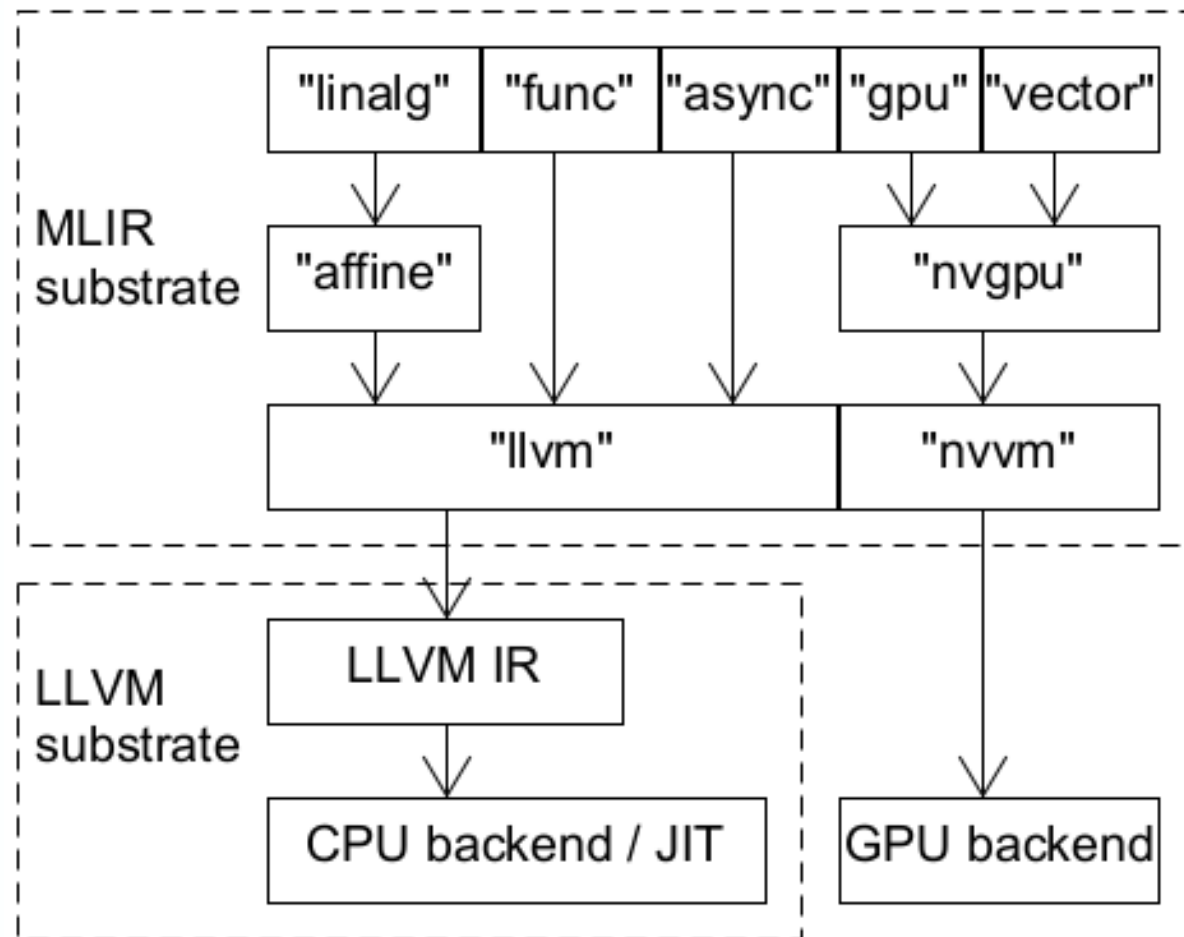 "linalg" "func" "async" "gpu" "vector"
MLIR
substrate
"affine" "nvgpu"
"llvm" "nvvm"
LLVM
substrate
LLVM IR
CPU backend / JIT GPU backend